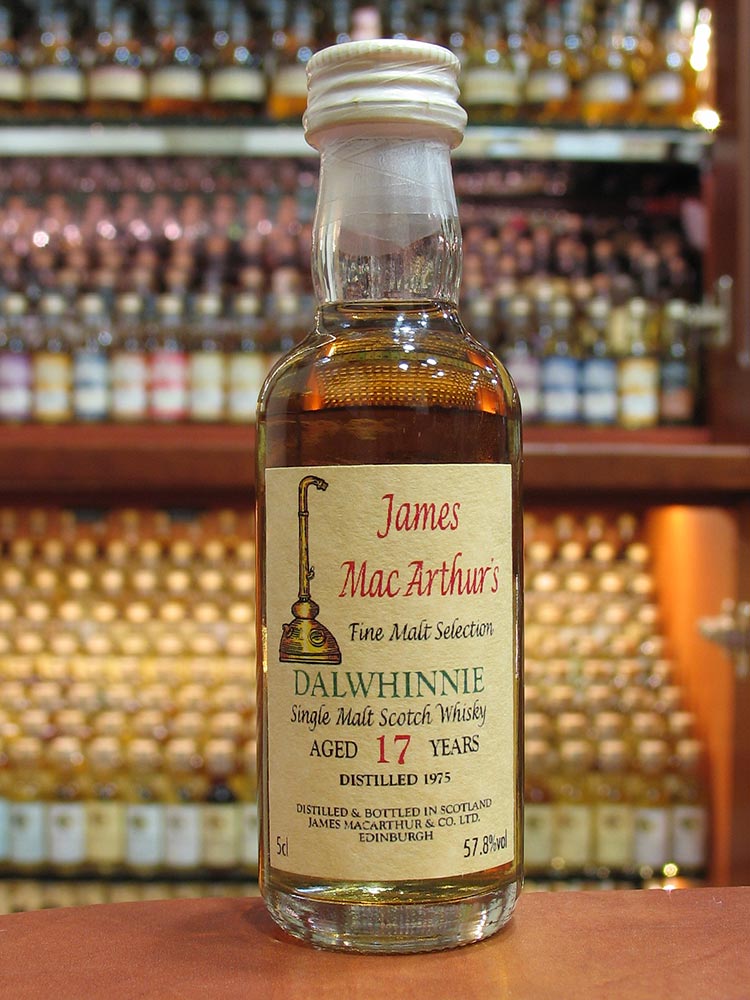 James
Mac Arthur's
Fine Malt Selection
DALWHINNIE
Single Malt Scotch Whisky
AGED 17 YEARS
DISTILLED 1975
DISTILLED & BOTTLED IN SCOTLAND
JAMES MACARTHUR & CO. LTD.
EDINBURGH
5cl 57.8%vol